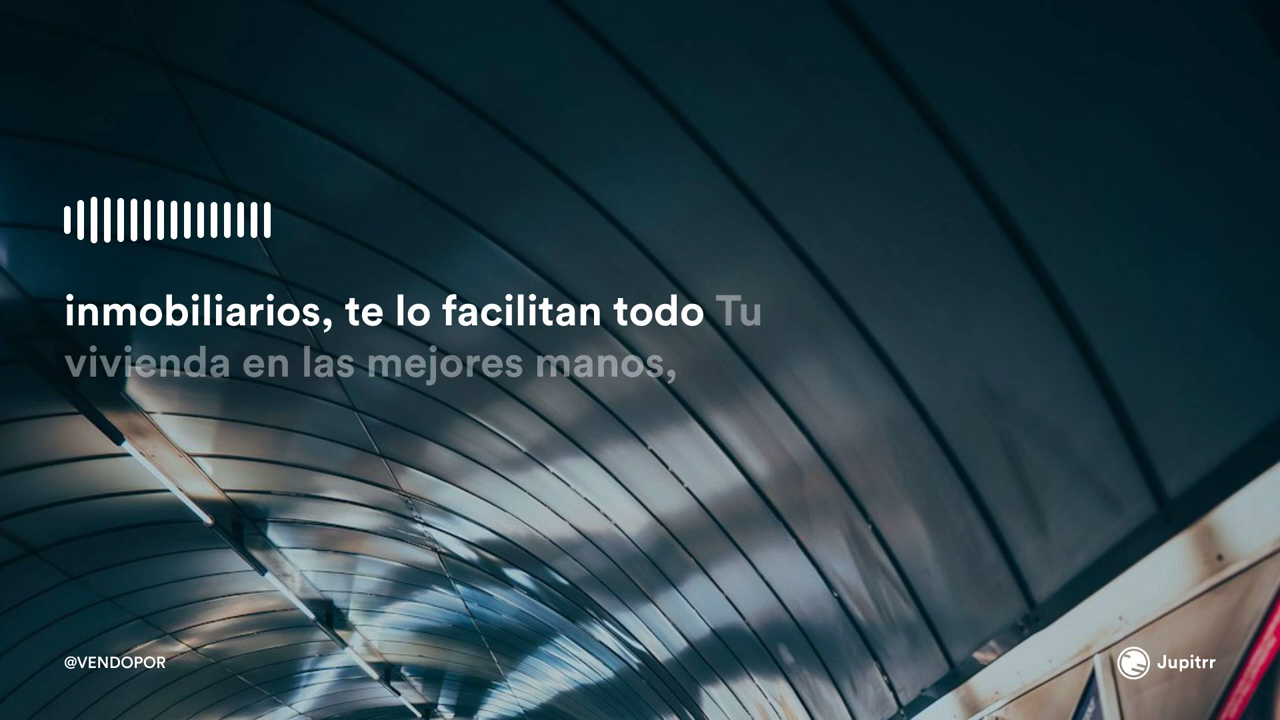 inmobiliarios, te lo facilitan todo Tu
vivienda en las mejores manos,
@VENDOPOR
Jupitrr